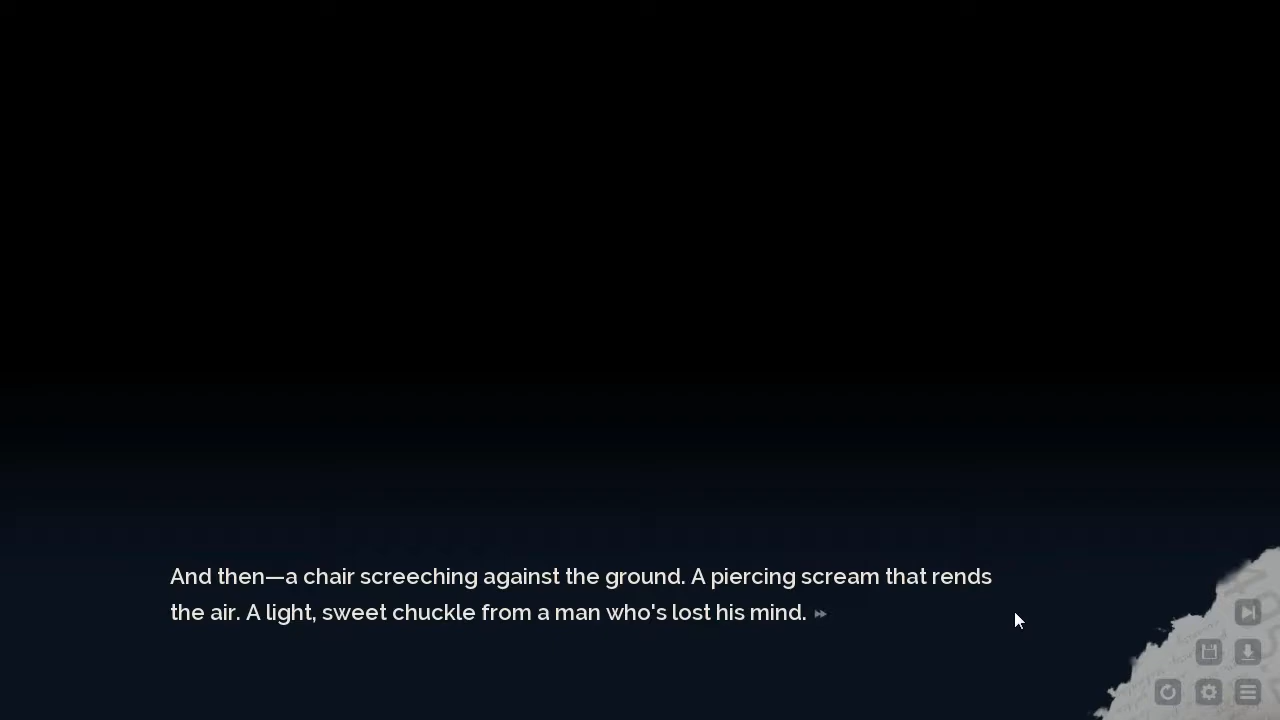 And then—a chair screeching against the ground. A piercing scream that rends
the air. A light, sweet chuckle from a man who's lost his mind.